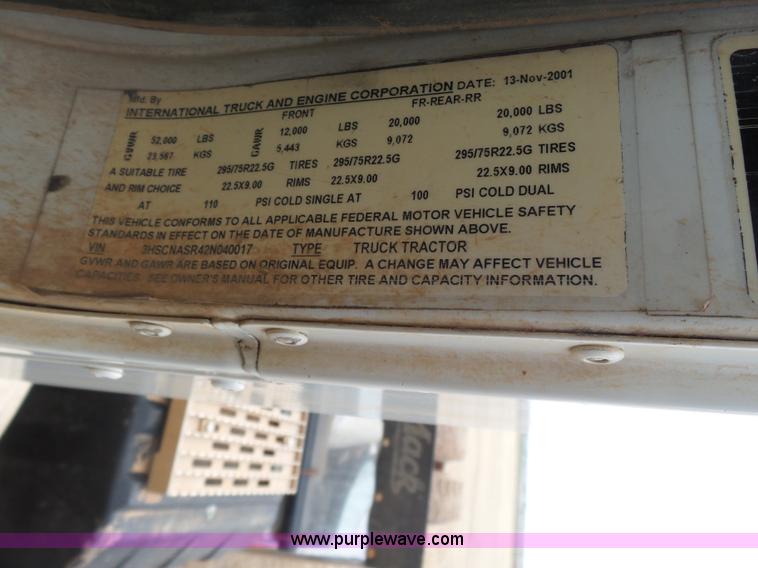 Mfd. By
INTERNATIONAL TRUCK AND ENGINE CORPORATION DATE: 13-Nov-2001
FRONT FR-REAR-RR
GVWR 52,000 LBS GAWR 12,000 LBS 20,000 20,000 LBS
23,587 KGS 5,443 KGS 9,072 9,072 KGS
A SUITABLE TIRE 295/75R22.5G TIRES 295/75R22.5G 295/75R22.5G TIRES
AND RIM CHOICE 22.5X9.00 RIMS 22.5X9.00 22.5X9.00 RIMS
AT 110 PSI COLD SINGLE AT 100 PSI COLD DUAL
THIS VEHICLE CONFORMS TO ALL APPLICABLE FEDERAL MOTOR VEHICLE SAFETY
STANDARDS IN EFFECT ON THE DATE OF MANUFACTURE SHOWN ABOVE.
VIN 3HSCNASR42N040017 TYPE TRUCK TRACTOR
GVWR AND GAWR ARE BASED ON ORIGINAL EQUIP. A CHANGE MAY AFFECT VEHICLE
CAPACITIES. SEE OWNER'S MANUAL FOR OTHER TIRE AND CAPACITY INFORMATION.
Mack
www.purplewave.com